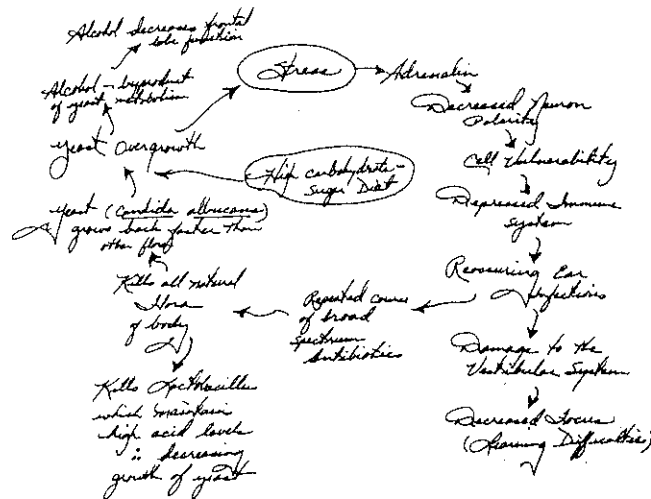 Alcohol decreases frontal
lobe function
Alcohol - byproduct
of yeast metabolism
Yeast Overgrowth
Stress
Adrenalin
Decreased Neuron
Polarity
Cell Vulnerability
Depressed Immune
System
High carbohydrate -
Sugar Diet
Yeast (Candida albucans)
grows back faster than
other flora
Reoccuring Ear
Infections
Kills all natural
flora
of body
Repeated course
of broad
spectrum
Antibiotics
Damage to the
Vestibular System
Kills Lactobacillus
which maintain
high acid levels
∴ decreasing
growth of yeast
Decreased Focus
(Learning Difficulties)